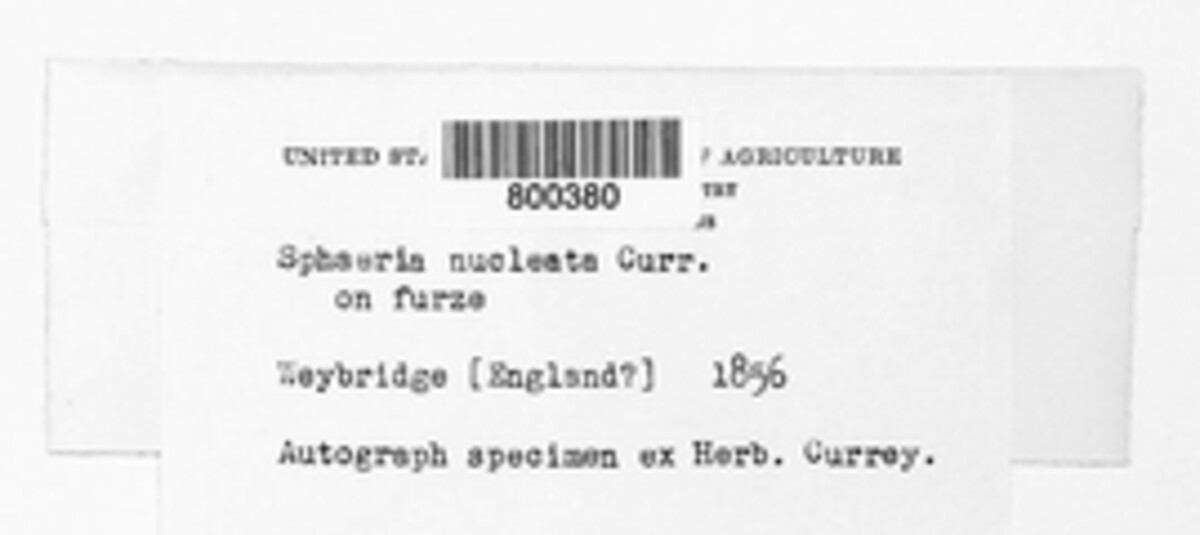 UNITED ST AGRICULTURE
800380
Sphaeria nucleata Curr.
on furze
Weybridge [England?] 1856
Autograph specimen ex Herb. Currey.